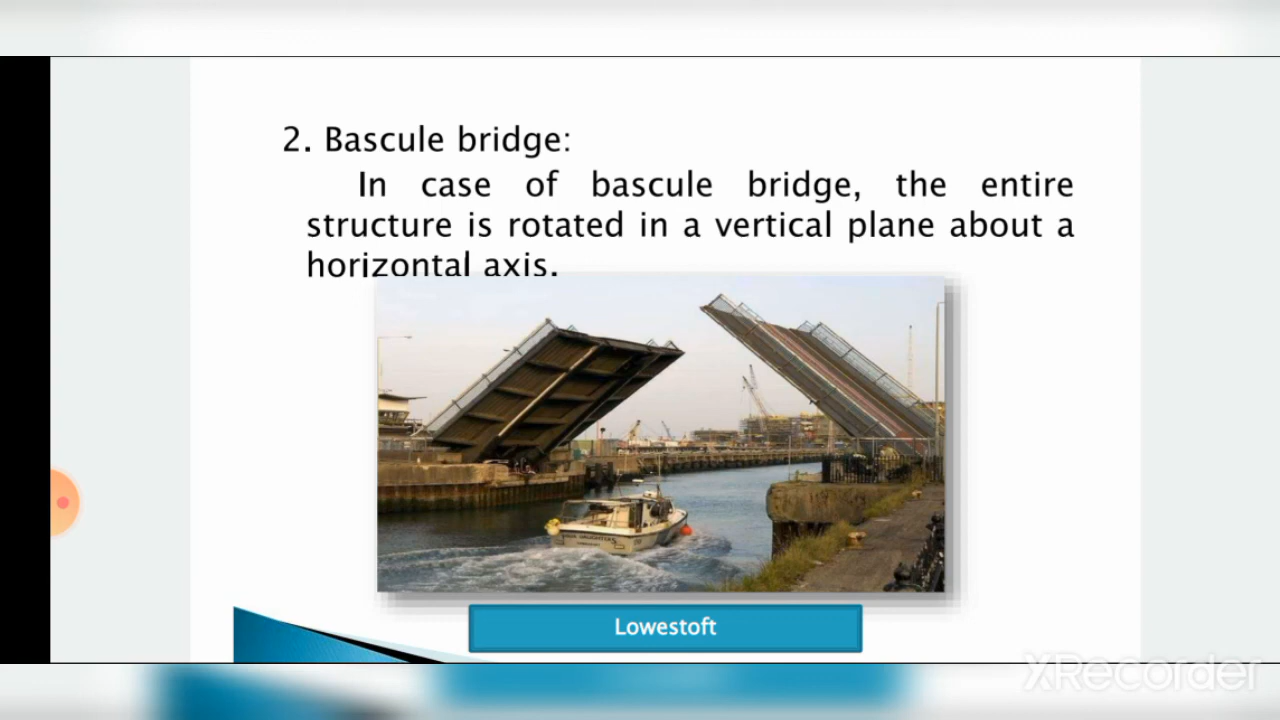 2. Bascule bridge:
In case of bascule bridge, the entire
structure is rotated in a vertical plane about a
horizontal axis.
Lowestoft
XRecorder